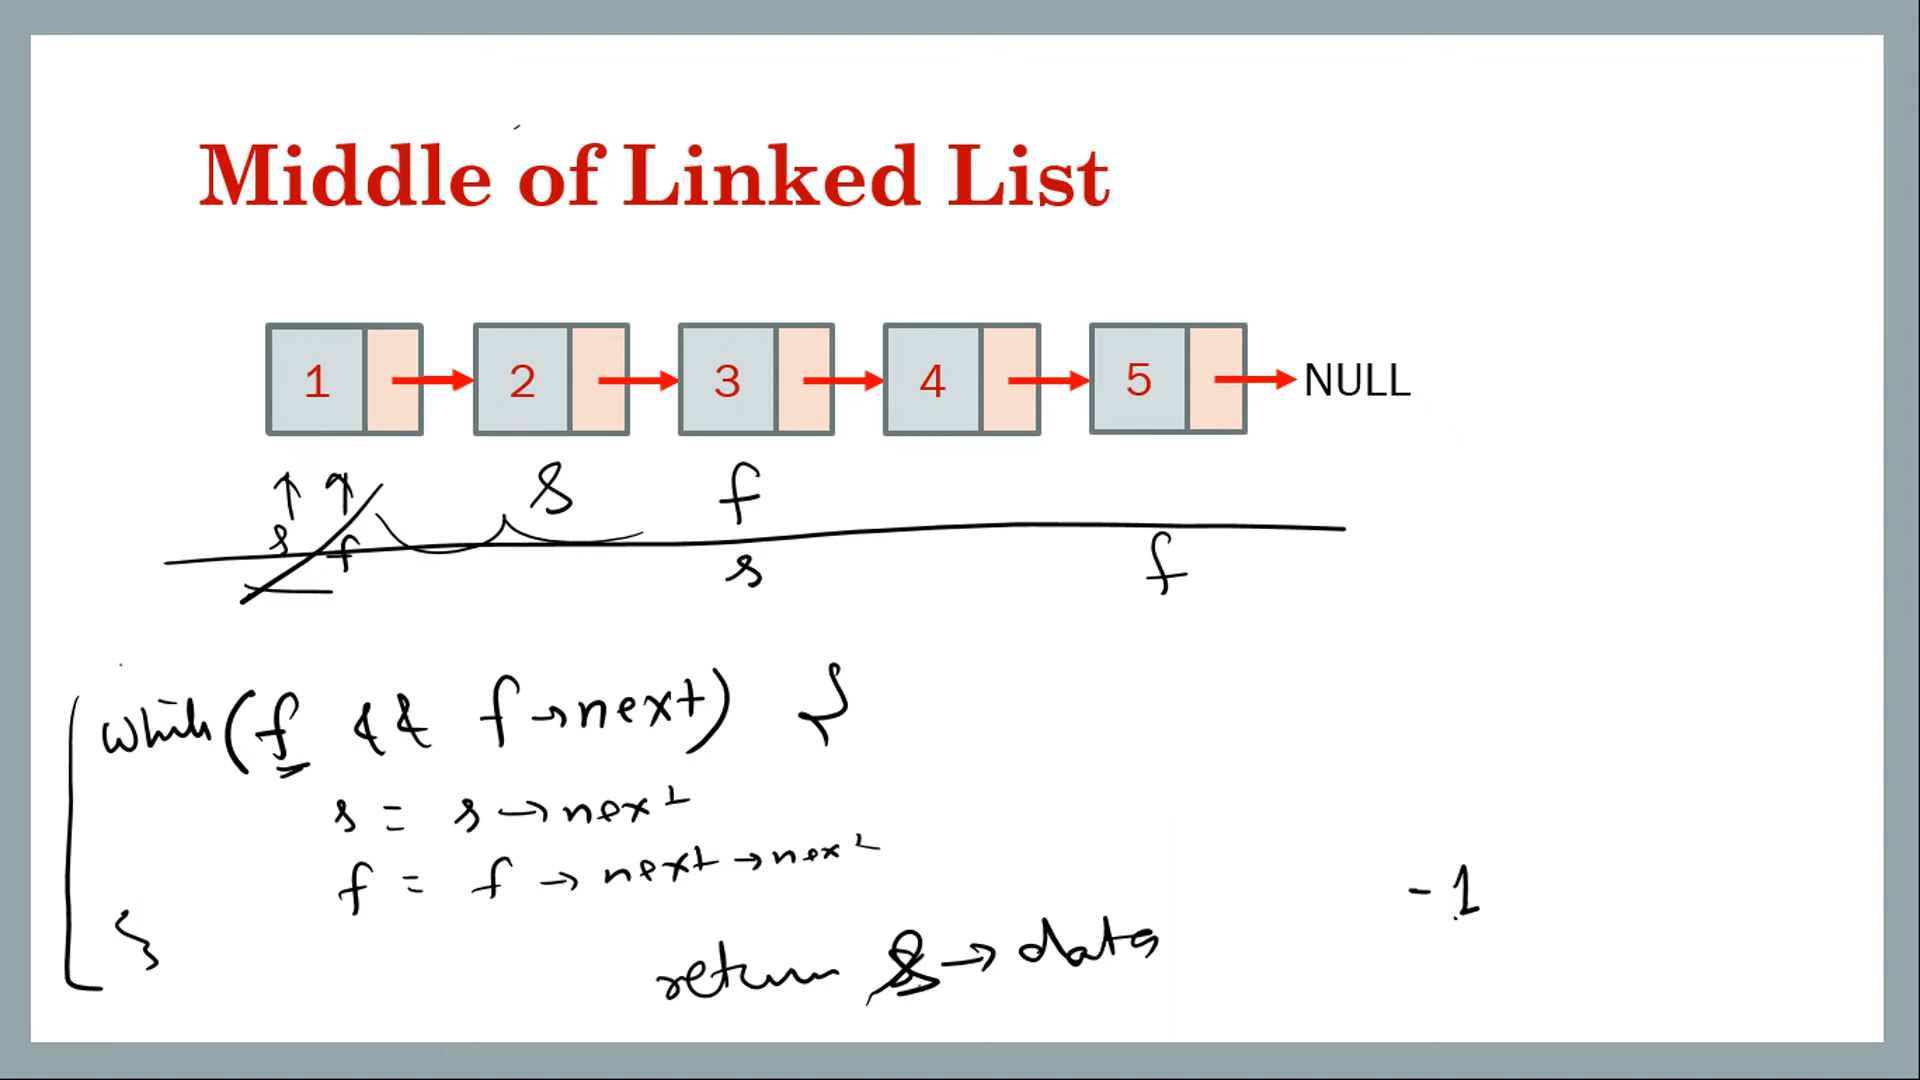 Middle of Linked List
1 2 3 4 5 NULL
s f s f
s f
while(f && f→next) {
s = s→next
f = f→next→next
}
-1
return s→data